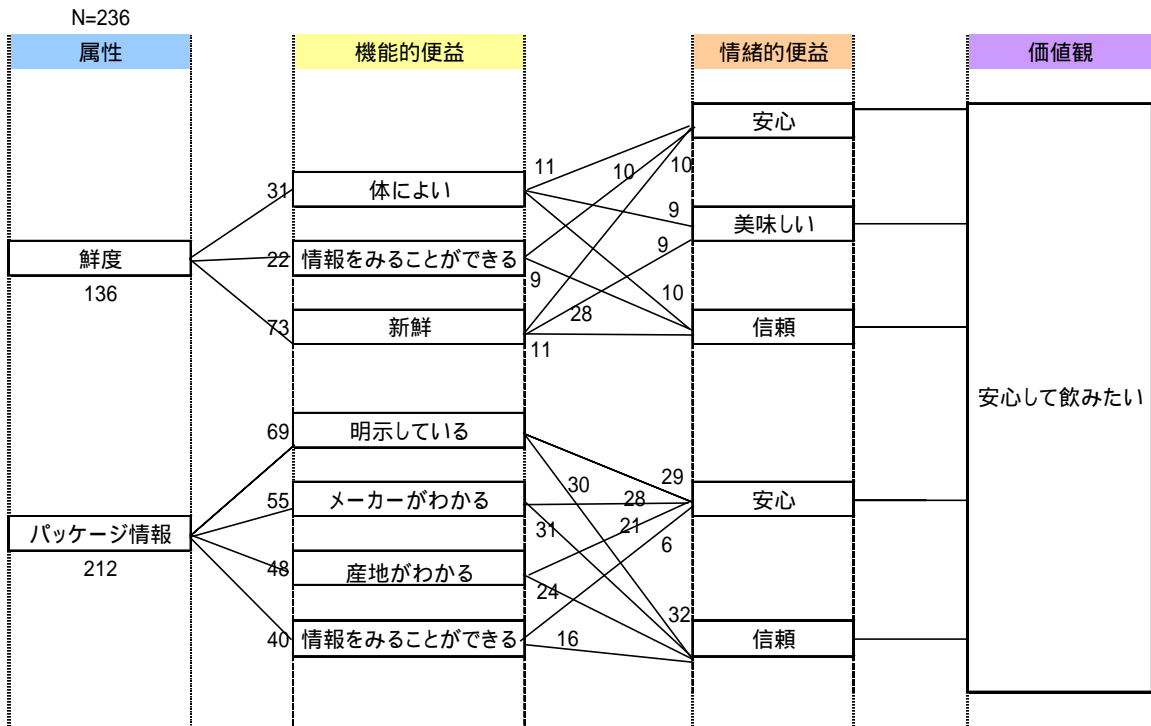 N=236
属性
機能的便益
情緒的便益
価値観
安心
11
10
10
31
体によい
9
美味しい
鮮度
22
情報をみることができる
9
136
9
10
28
73
新鮮
信頼
11
安心して飲みたい
69
明示している
29
30
55
メーカーがわかる
28
安心
パッケージ情報
31
21
6
212
48
産地がわかる
24
32
40
情報をみることができる
16
信頼